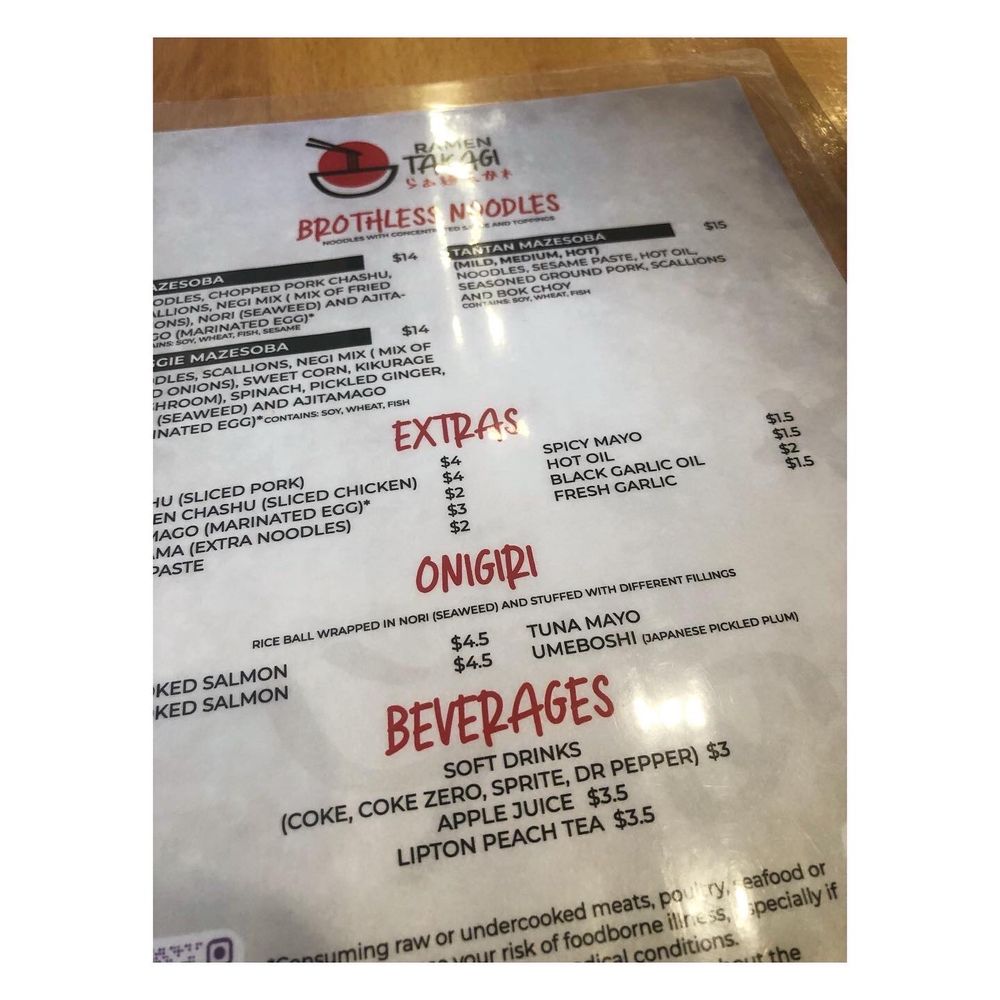 RAMEN
TAKAGI
BROTHLESS NOODLES
NOODLES WITH CONCENTRATED SAUCE AND TOPPINGS
AZESOBA $14
ODLES, CHOPPED PORK CHASHU,
ALLIONS, NEGI MIX ( MIX OF FRIED
ONS), NORI (SEAWEED) AND AJITA-
GO (MARINATED EGG)*
AINS: SOY, WHEAT, FISH, SESAME
GGIE MAZESOBA $14
DLES, SCALLIONS, NEGI MIX ( MIX OF
D ONIONS), SWEET CORN, KIKURAGE
SHROOM), SPINACH, PICKLED GINGER,
(SEAWEED) AND AJITAMAGO
INATED EGG)*CONTAINS: SOY, WHEAT, FISH
TANTAN MAZESOBA $15
(MILD, MEDIUM, HOT)
NOODLES, SESAME PASTE, HOT OIL,
SEASONED GROUND PORK, SCALLIONS
AND BOK CHOY
CONTAINS: SOY, WHEAT, FISH
EXTRAS
HU (SLICED PORK) $4
EN CHASHU (SLICED CHICKEN) $4
MAGO (MARINATED EGG)* $2
AMA (EXTRA NOODLES) $3
PASTE $2
SPICY MAYO $1.5
HOT OIL $1.5
BLACK GARLIC OIL $2
FRESH GARLIC $1.5
ONIGIRI
RICE BALL WRAPPED IN NORI (SEAWEED) AND STUFFED WITH DIFFERENT FILLINGS
KED SALMON $4.5
KED SALMON $4.5
TUNA MAYO
UMEBOSHI (JAPANESE PICKLED PLUM)
BEVERAGES
SOFT DRINKS
(COKE, COKE ZERO, SPRITE, DR PEPPER) $3
APPLE JUICE $3.5
LIPTON PEACH TEA $3.5
*Consuming raw or undercooked meats, poultry, seafood or
your risk of foodborne illness, especially if
dical conditions.
out the